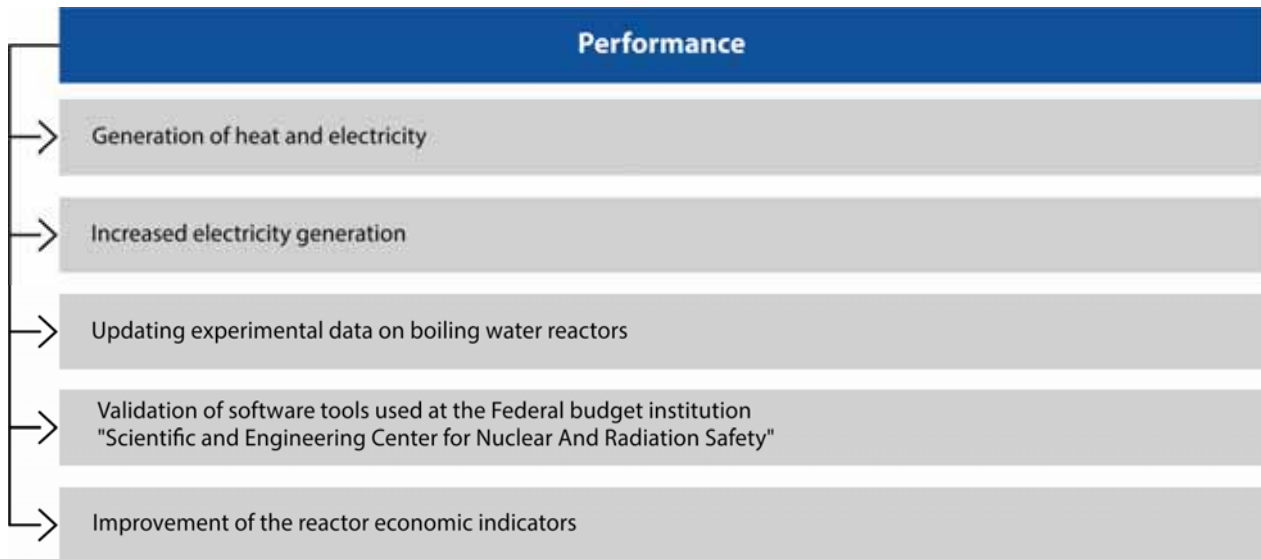 Performance
Generation of heat and electricity
Increased electricity generation
Updating experimental data on boiling water reactors
Validation of software tools used at the Federal budget institution
"Scientific and Engineering Center for Nuclear And Radiation Safety"
Improvement of the reactor economic indicators